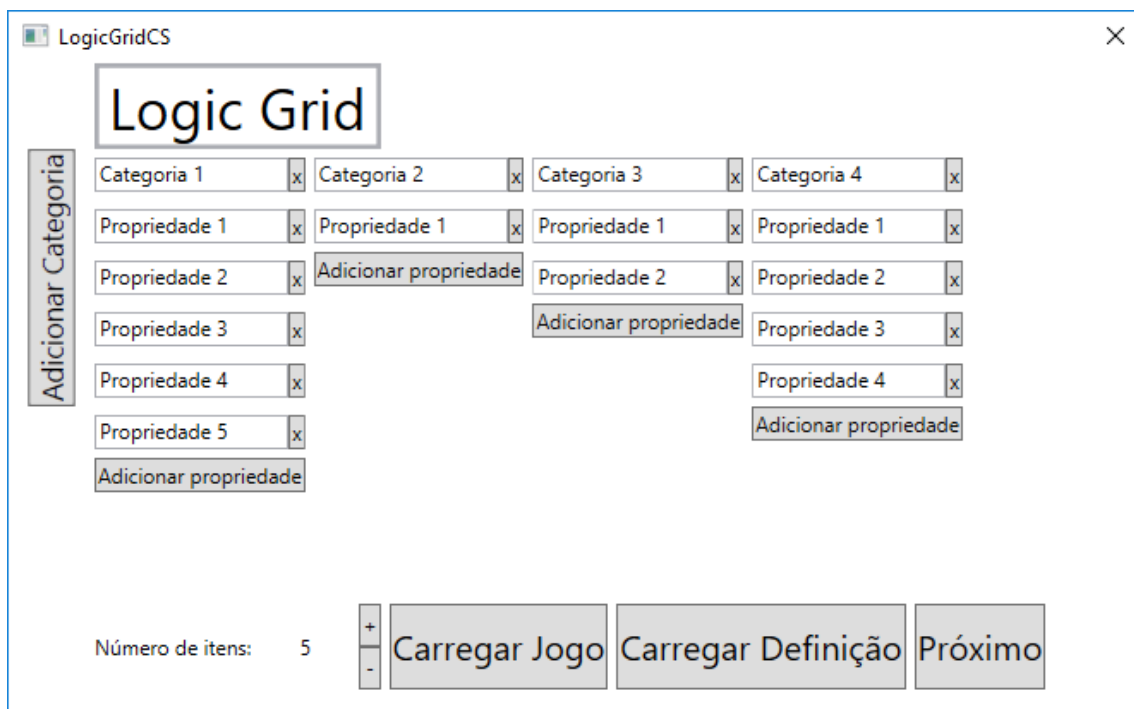 LogicGridCS
Logic Grid
Adicionar Categoria
Categoria 1 x Categoria 2 x Categoria 3 x Categoria 4 x
Propriedade 1 x Propriedade 1 x Propriedade 1 x Propriedade 1 x
Propriedade 2 x Adicionar propriedade Propriedade 2 x Propriedade 2 x
Propriedade 3 x Adicionar propriedade Propriedade 3 x
Propriedade 4 x Propriedade 4 x
Propriedade 5 x Adicionar propriedade
Adicionar propriedade
Número de itens: 5 + - Carregar Jogo Carregar Definição Próximo